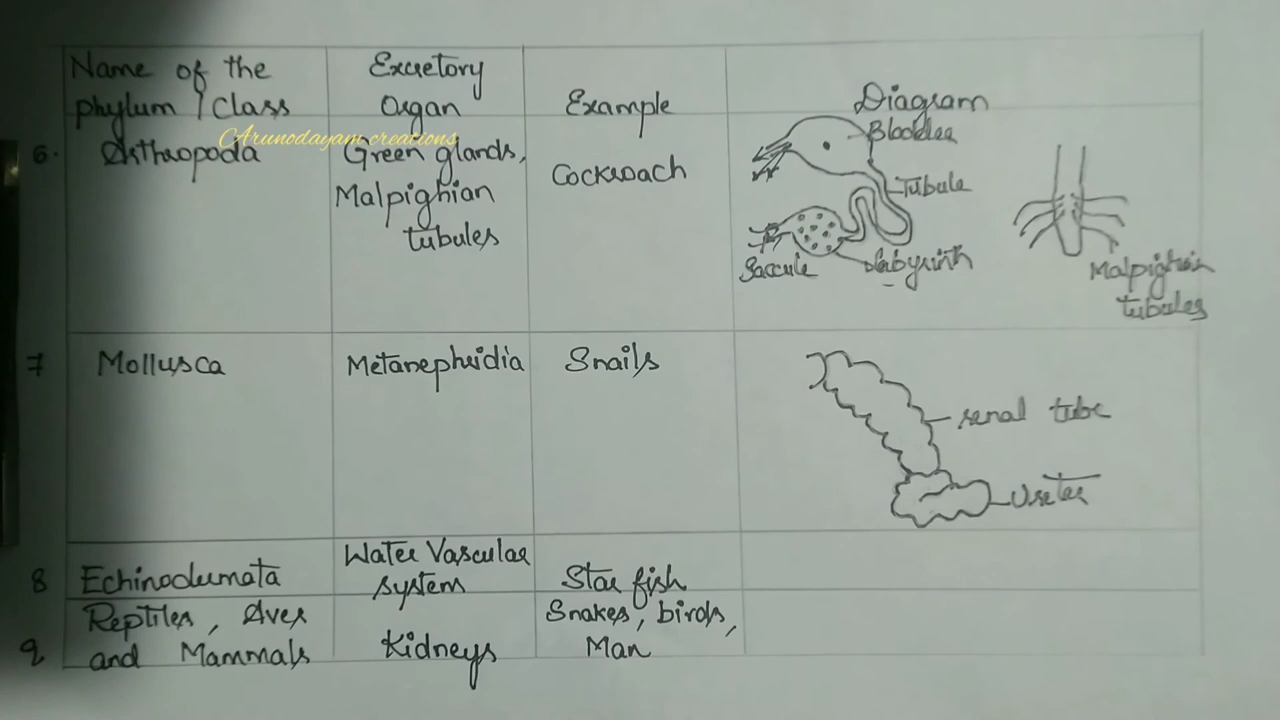 Name of the
phylum / Class
Excretory
Organ
Example
Diagram
Arunodayam creations
6.
Arthropoda
Green glands,
Malpighian
tubules
Cockroach
Bladder
Tubule
Saccule
Labyrinth
Malpighian
tubules
7
Mollusca
Metanephridia
Snails
renal tube
Ureter
8
Echinodermata
Water Vascular
system
Star fish
9
Reptiles, Aves
and Mammals
Kidneys
Snakes, birds,
Man